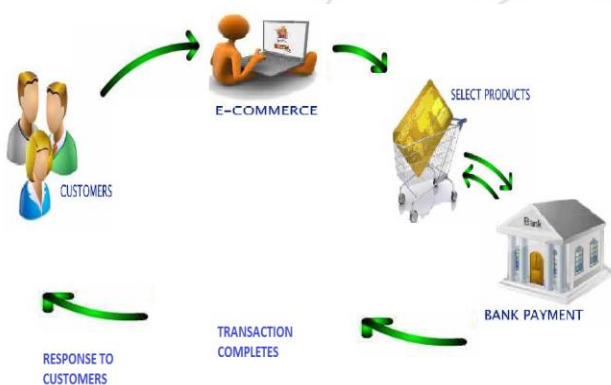 E-COMMERCE
SELECT PRODUCTS
CUSTOMERS
Bank
BANK PAYMENT
TRANSACTION
COMPLETES
RESPONSE TO
CUSTOMERS